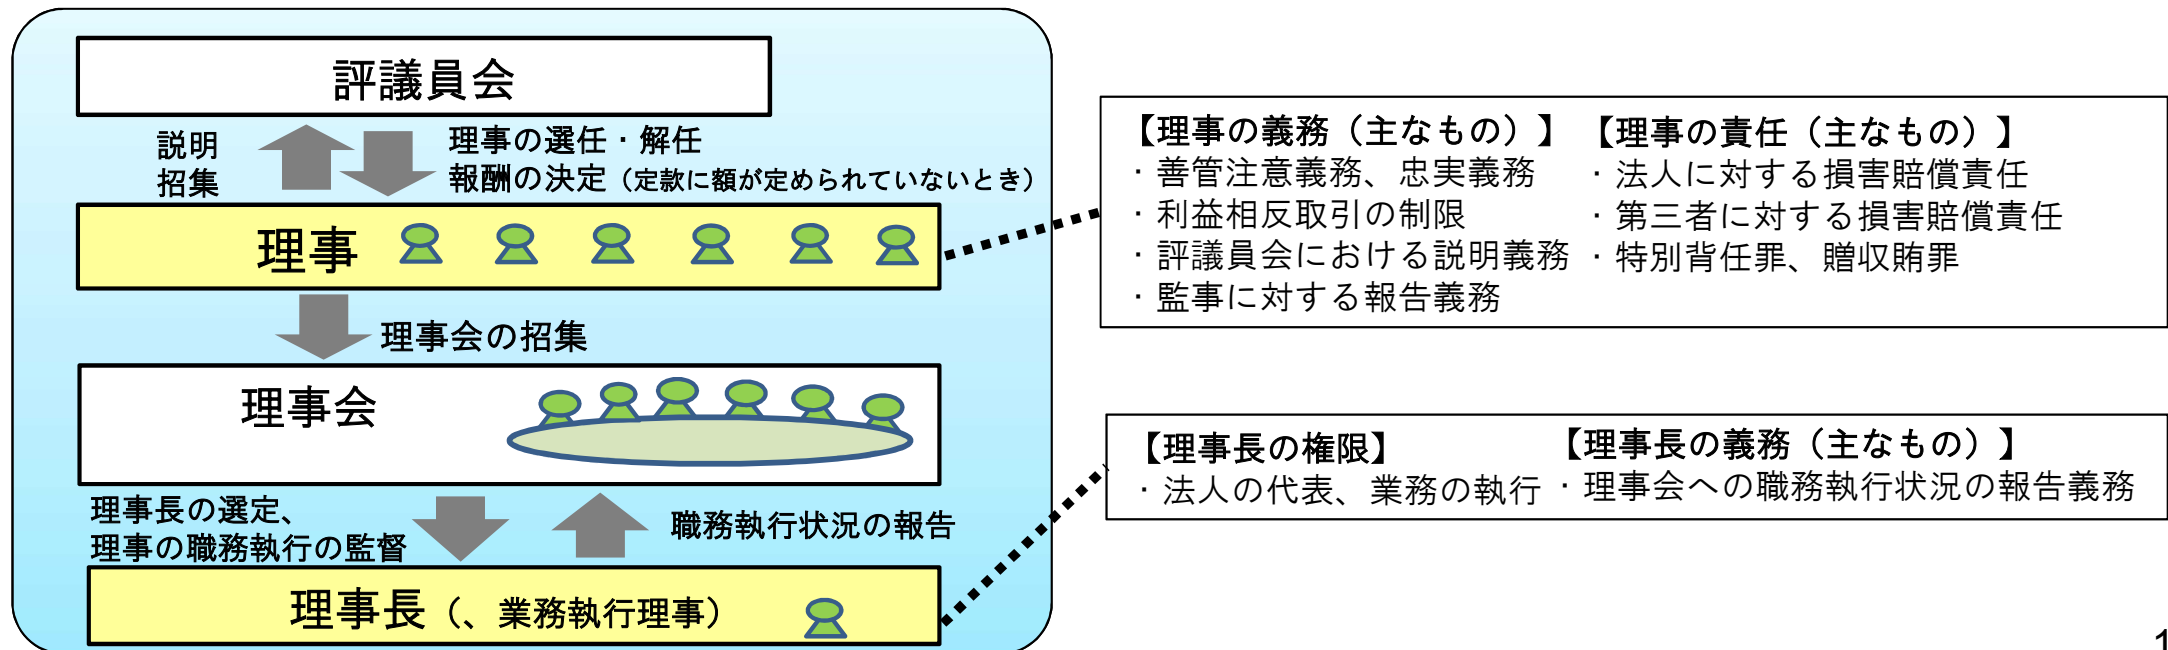 評議員会
説明
招集
理事の選任・解任
報酬の決定（定款に額が定められていないとき）
理事
理事会の招集
理事会
理事長の選定、
理事の職務執行の監督
職務執行状況の報告
理事長（、業務執行理事）
【理事の義務（主なもの）】
・善管注意義務、忠実義務
・利益相反取引の制限
・評議員会における説明義務
・監事に対する報告義務
【理事の責任（主なもの）】
・法人に対する損害賠償責任
・第三者に対する損害賠償責任
・特別背任罪、贈収賄罪
【理事長の権限】
・法人の代表、業務の執行
【理事長の義務（主なもの）】
・理事会への職務執行状況の報告義務
1